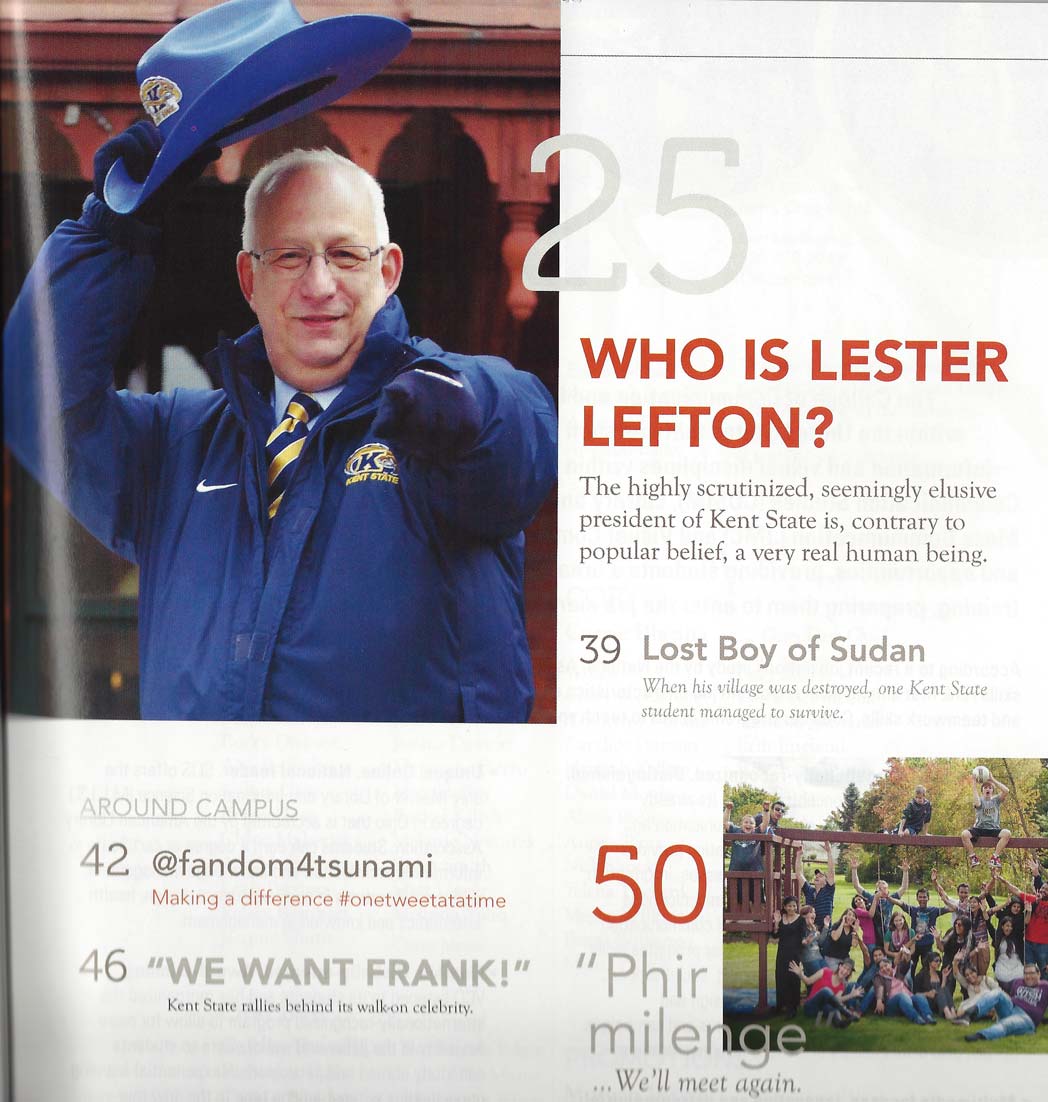 25
WHO IS LESTER
LEFTON?
The highly scrutinized, seemingly elusive
president of Kent State is, contrary to
popular belief, a very real human being.
K
KENT STATE
39 Lost Boy of Sudan
When his village was destroyed, one Kent State
student managed to survive.
AROUND CAMPUS
42 @fandom4tsunami
Making a difference #onetweetatatime
46 “WE WANT FRANK!”
Kent State rallies behind its walk-on celebrity.
50
“Phir
milenge”
...We’ll meet again.